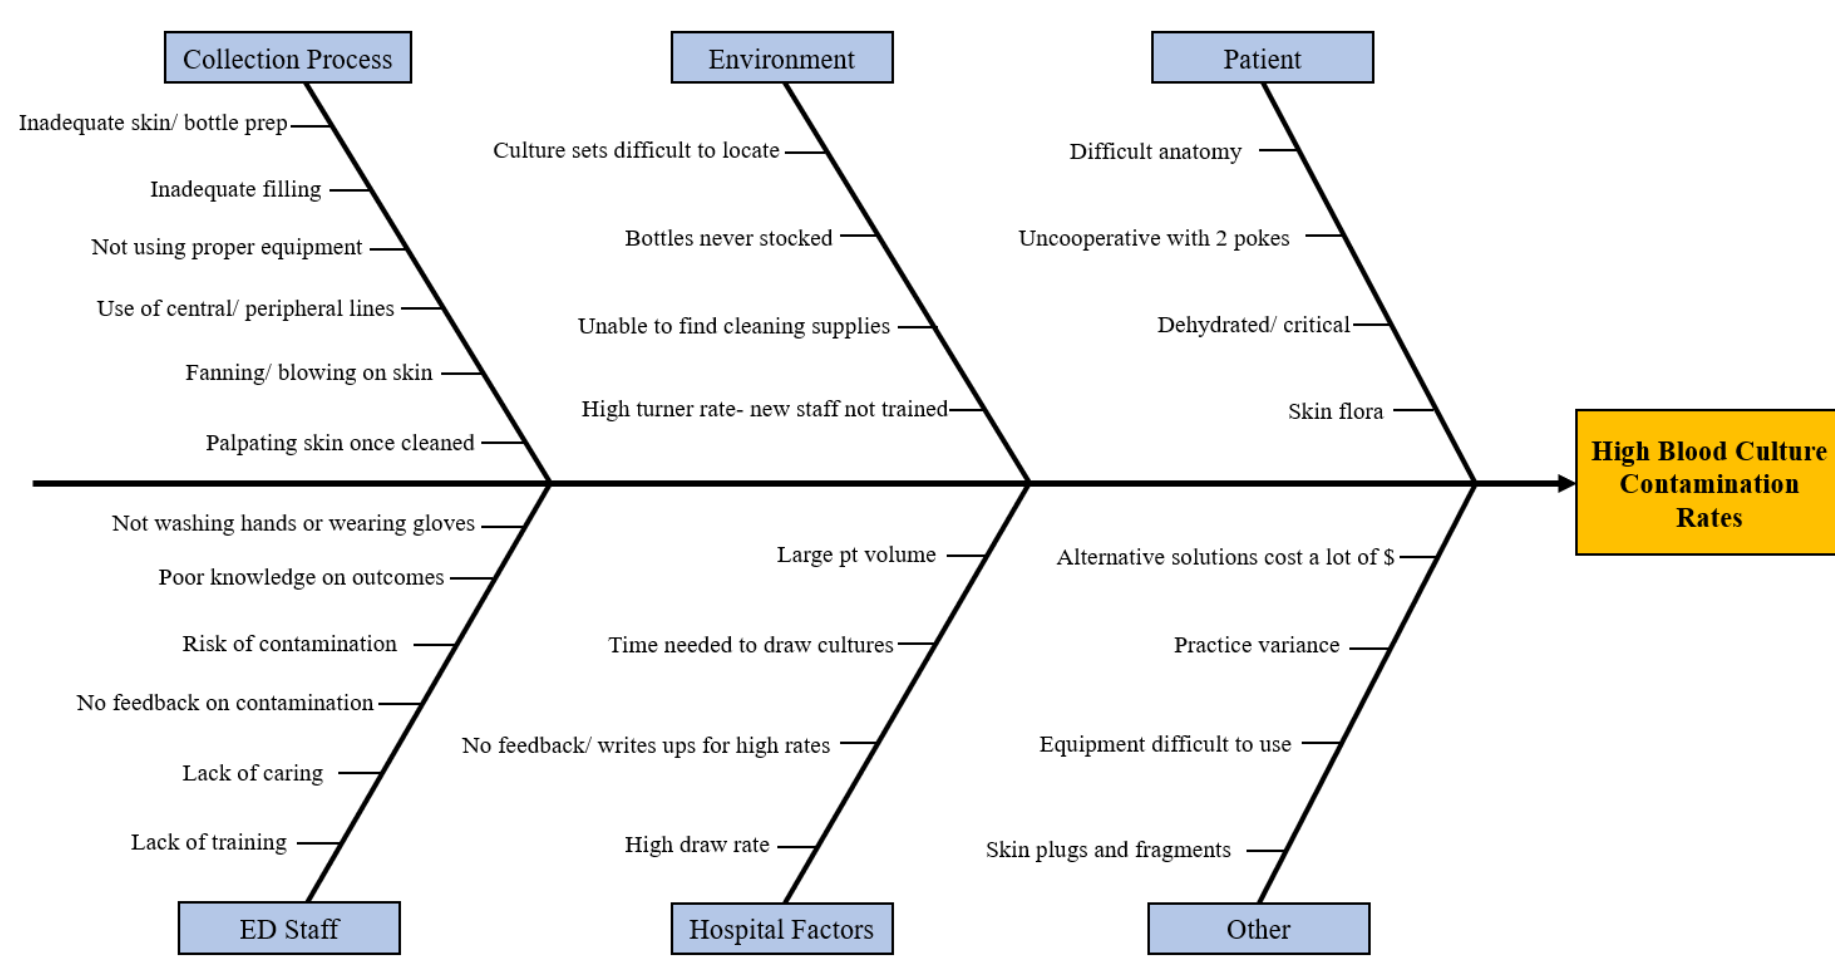 Collection Process
Environment
Patient
Inadequate skin/ bottle prep
Inadequate filling
Not using proper equipment
Use of central/ peripheral lines
Fanning/ blowing on skin
Palpating skin once cleaned
Culture sets difficult to locate
Bottles never stocked
Unable to find cleaning supplies
High turner rate- new staff not trained
Difficult anatomy
Uncooperative with 2 pokes
Dehydrated/ critical
Skin flora
High Blood Culture
Contamination
Rates
Not washing hands or wearing gloves
Poor knowledge on outcomes
Risk of contamination
No feedback on contamination
Lack of caring
Lack of training
Large pt volume
Time needed to draw cultures
No feedback/ writes ups for high rates
High draw rate
Alternative solutions cost a lot of $
Practice variance
Equipment difficult to use
Skin plugs and fragments
ED Staff
Hospital Factors
Other